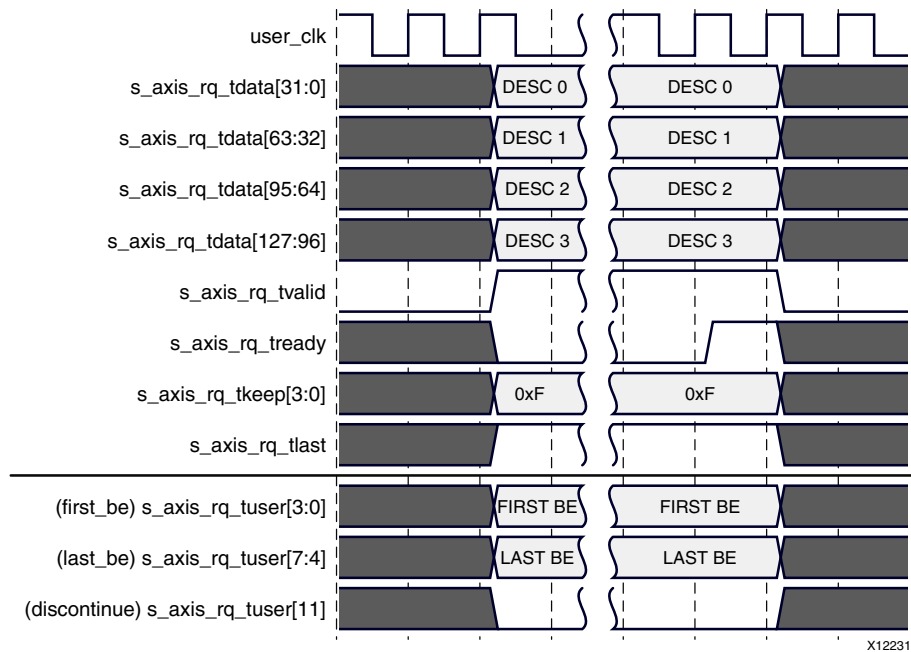 user_clk
s_axis_rq_tdata[31:0] DESC 0 DESC 0
s_axis_rq_tdata[63:32] DESC 1 DESC 1
s_axis_rq_tdata[95:64] DESC 2 DESC 2
s_axis_rq_tdata[127:96] DESC 3 DESC 3
s_axis_rq_tvalid
s_axis_rq_tready
s_axis_rq_tkeep[3:0] 0xF 0xF
s_axis_rq_tlast
(first_be) s_axis_rq_tuser[3:0] FIRST BE FIRST BE
(last_be) s_axis_rq_tuser[7:4] LAST BE LAST BE
(discontinue) s_axis_rq_tuser[11]
X12231